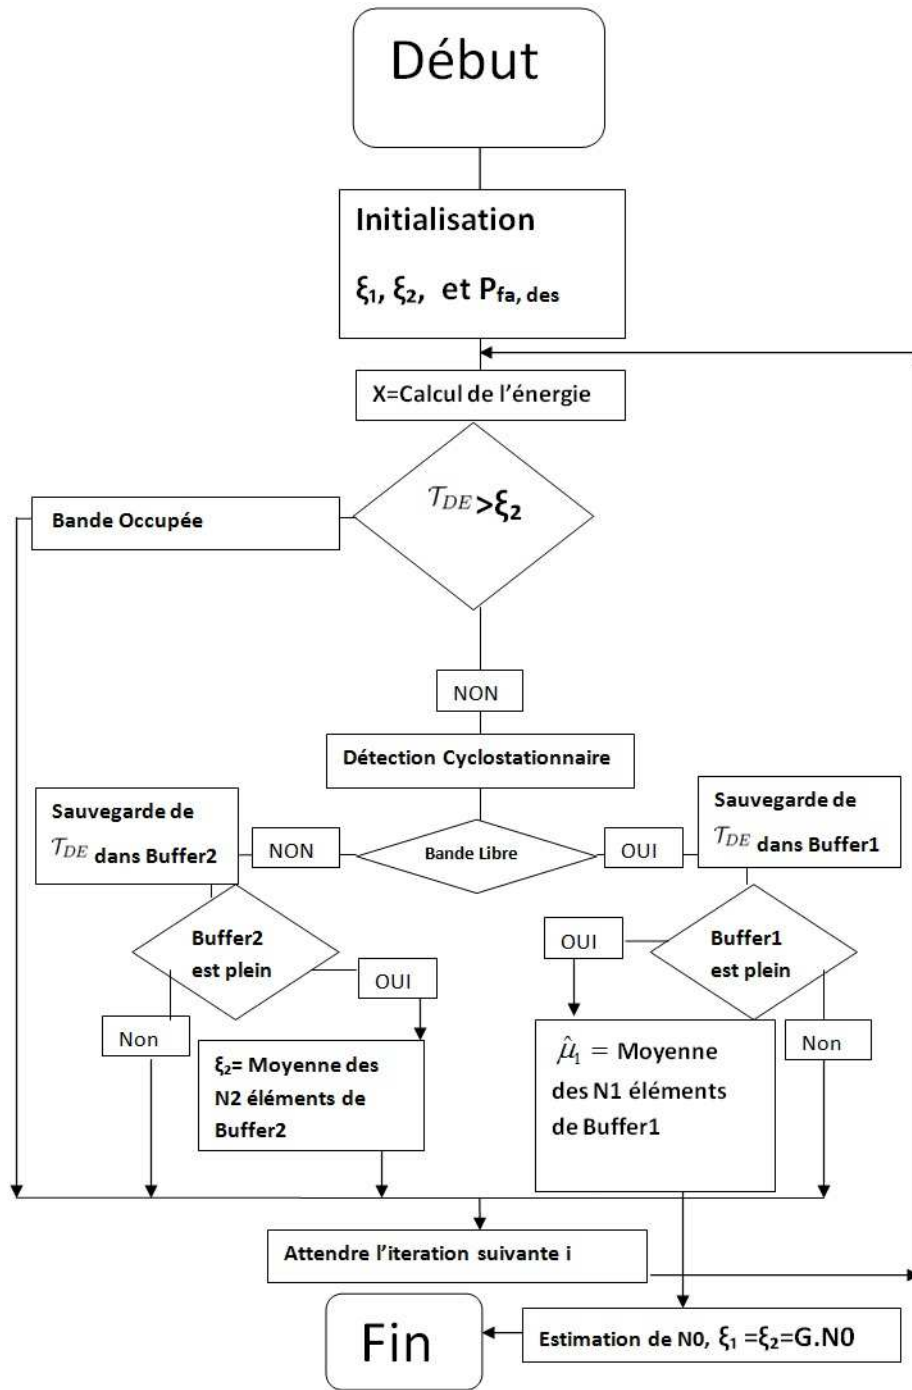 Début
Initialisation
ξ₁, ξ₂, et P_fa, des
X=Calcul de l'énergie
𝒯_DE >ξ₂
Bande Occupée
NON
Détection Cyclostationnaire
Sauvegarde de
𝒯_DE dans Buffer2
NON
Bande Libre
OUI
Sauvegarde de
𝒯_DE dans Buffer1
Buffer2
est plein
OUI
Non
ξ₂= Moyenne des
N2 éléments de
Buffer2
OUI
Buffer1
est plein
Non
μ̂₁ = Moyenne
des N1 éléments
de Buffer1
Attendre l'iteration suivante i
Estimation de N0, ξ₁ =ξ₂=G.N0
Fin